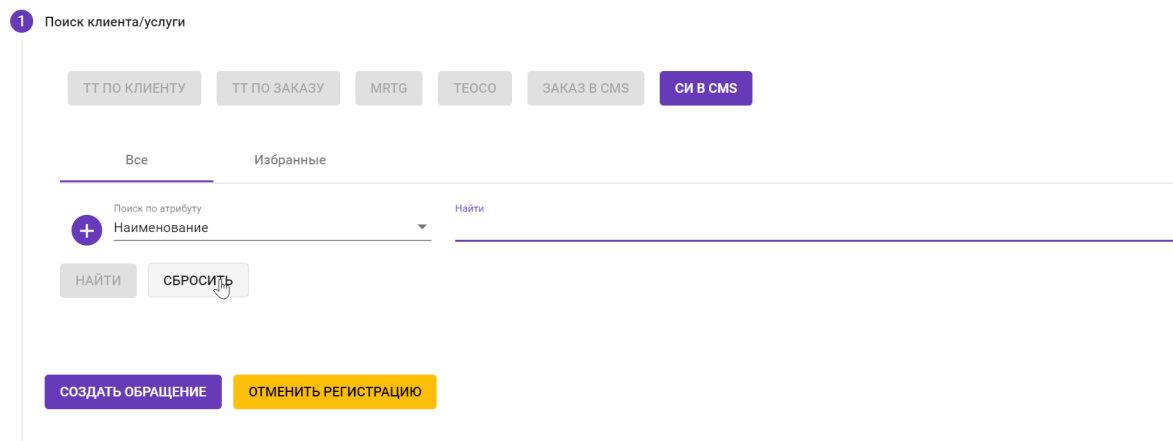 1 Поиск клиента/услуги
ТТ ПО КЛИЕНТУ ТТ ПО ЗАКАЗУ MRTG TEOCO ЗАКАЗ В CMS СИ В CMS
Все Избранные
Поиск по атрибуту Найти
Наименование
НАЙТИ СБРОСИТЬ
СОЗДАТЬ ОБРАЩЕНИЕ ОТМЕНИТЬ РЕГИСТРАЦИЮ